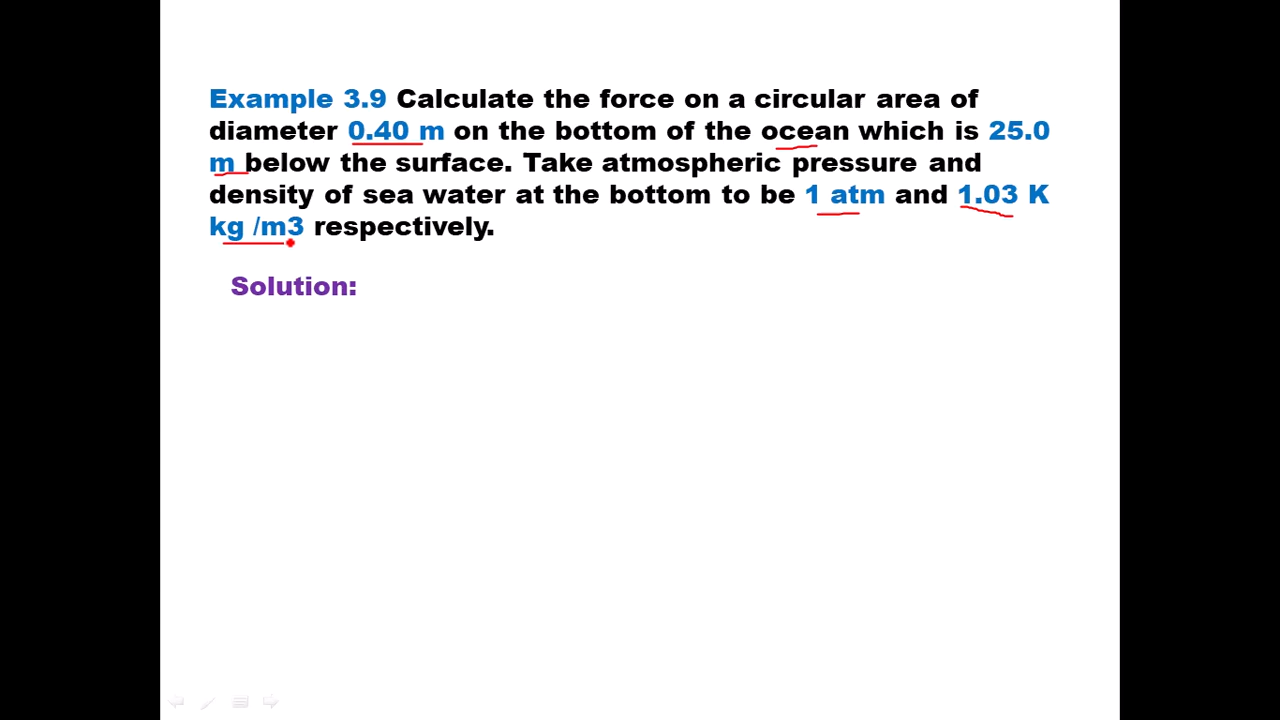 Example 3.9 Calculate the force on a circular area of
diameter 0.40 m on the bottom of the ocean which is 25.0
m below the surface. Take atmospheric pressure and
density of sea water at the bottom to be 1 atm and 1.03 K
kg /m3 respectively.
Solution: